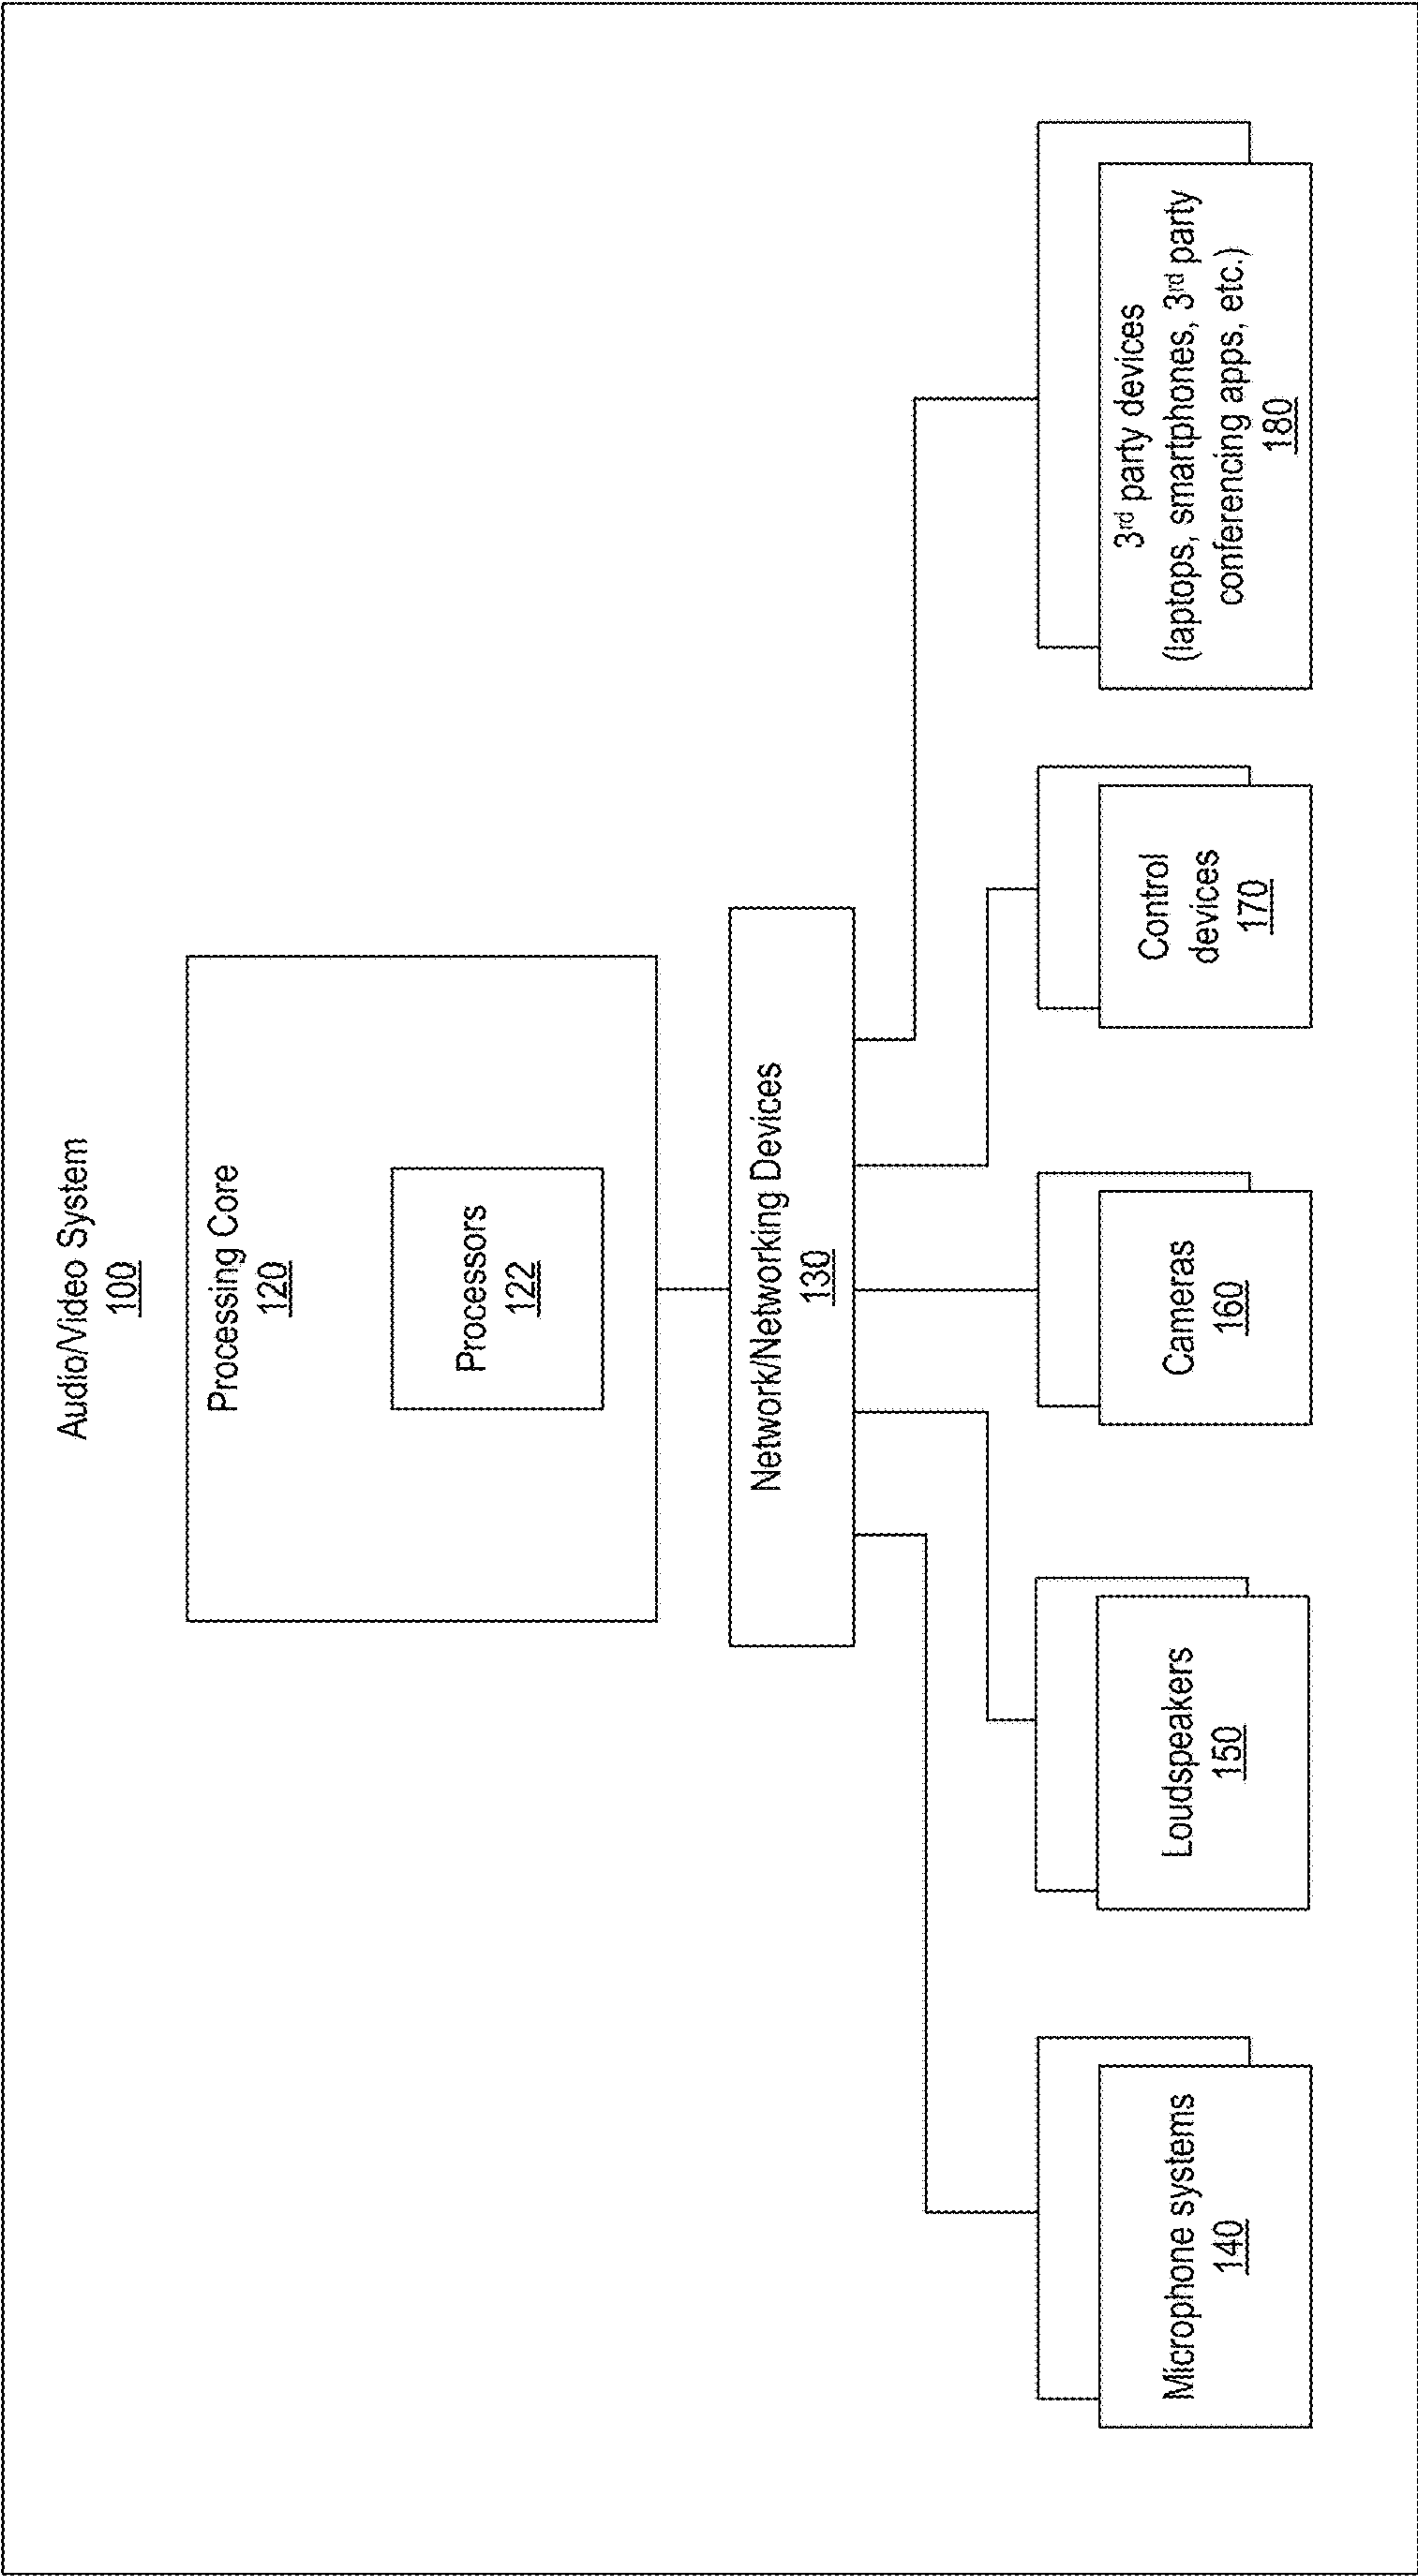 Audio/Video System
100
Processing Core
120
Processors
122
Network/Networking Devices
130
Microphone systems
140
Loudspeakers
150
Cameras
160
Control
devices
170
3rd party devices
(laptops, smartphones, 3rd party
conferencing apps, etc.)
180